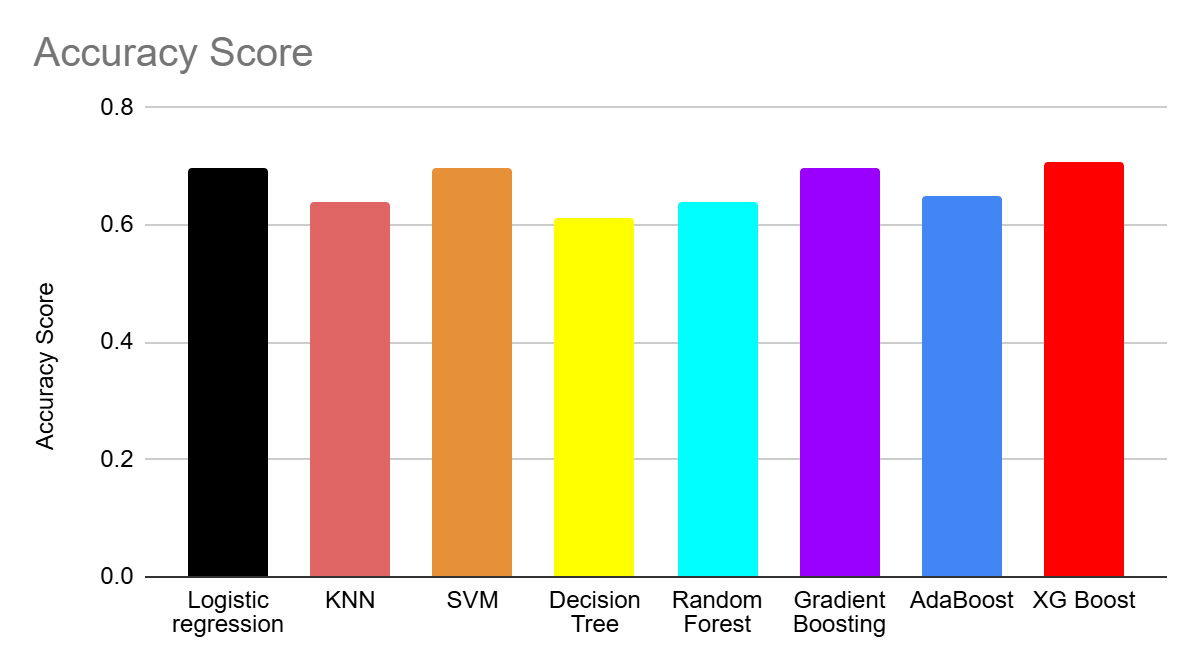 Accuracy Score
0.8
0.6
0.4
0.2
0.0
Accuracy Score
Logistic
regression
KNN
SVM
Decision
Tree
Random
Forest
Gradient
Boosting
AdaBoost
XG Boost